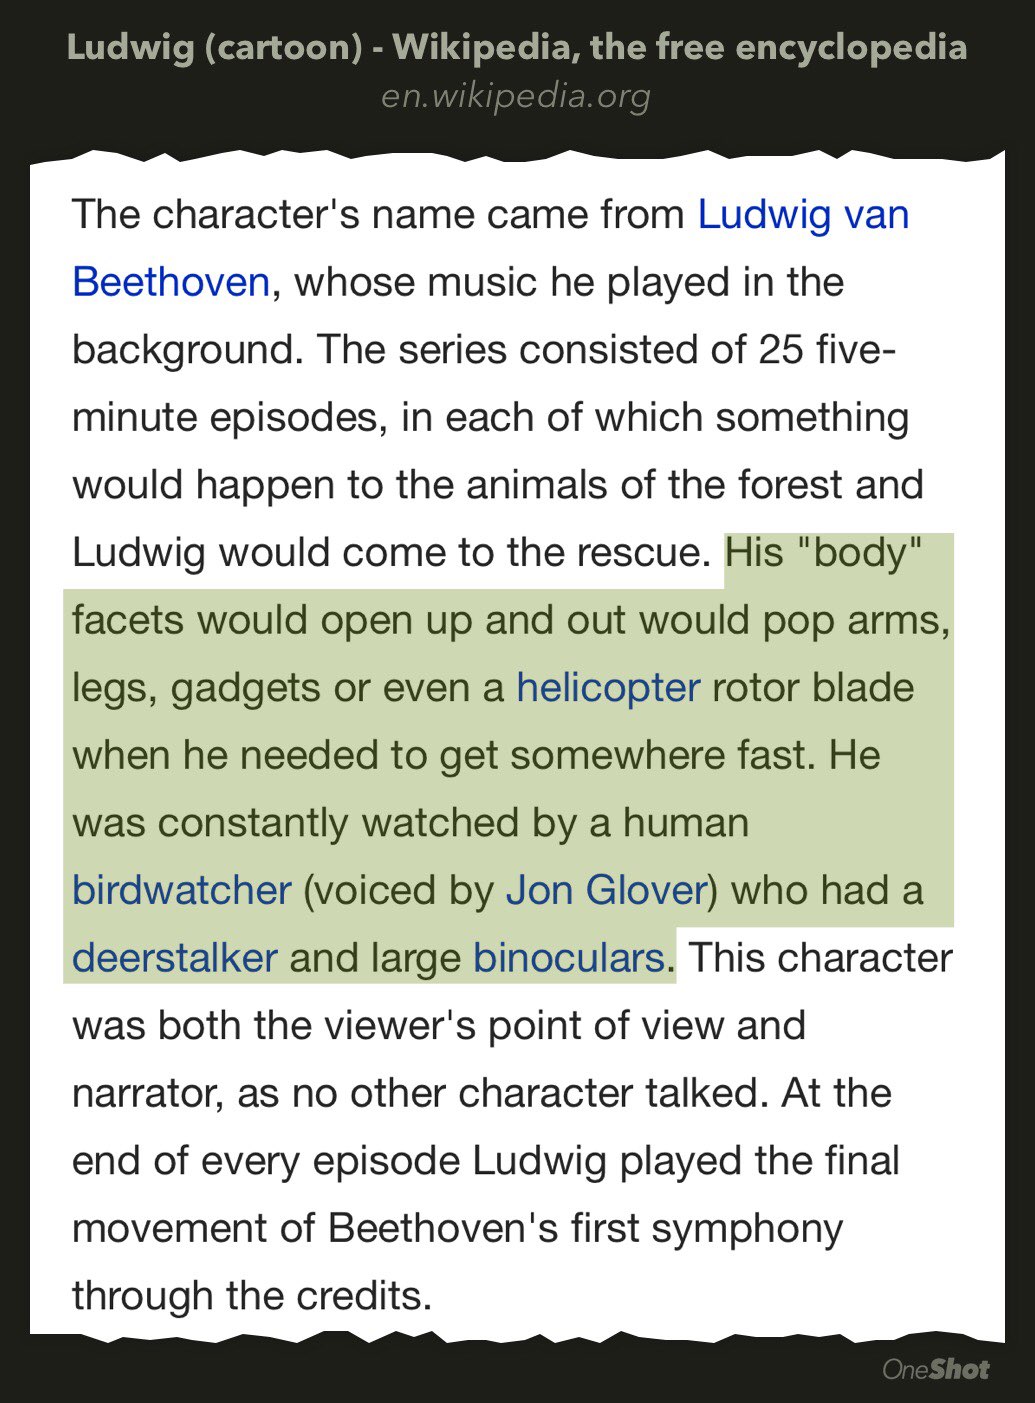 Ludwig (cartoon) - Wikipedia, the free encyclopedia
en.wikipedia.org
The character's name came from Ludwig van
Beethoven, whose music he played in the
background. The series consisted of 25 five-
minute episodes, in each of which something
would happen to the animals of the forest and
Ludwig would come to the rescue. His "body"
facets would open up and out would pop arms,
legs, gadgets or even a helicopter rotor blade
when he needed to get somewhere fast. He
was constantly watched by a human
birdwatcher (voiced by Jon Glover) who had a
deerstalker and large binoculars. This character
was both the viewer's point of view and
narrator, as no other character talked. At the
end of every episode Ludwig played the final
movement of Beethoven's first symphony
through the credits.
OneShot